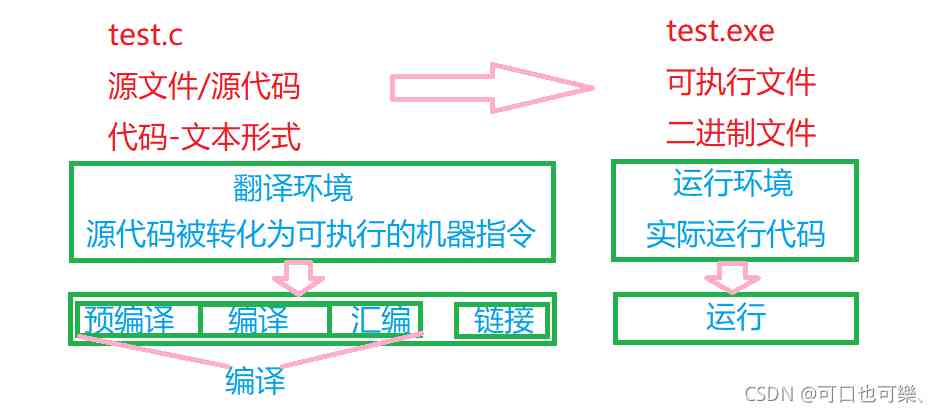 test.c
源文件/源代码
代码-文本形式
test.exe
可执行文件
二进制文件
翻译环境
源代码被转化为可执行的机器指令
运行环境
实际运行代码
预编译 编译 汇编 链接
运行
编译
CSDN @可口也可樂、